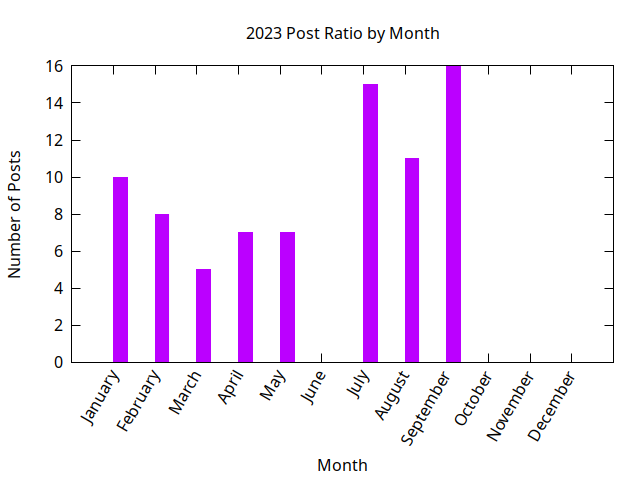 2023 Post Ratio by Month
16
14
12
10
8
6
4
2
0
Number of Posts
January
February
March
April
May
June
July
August
September
October
November
December
Month